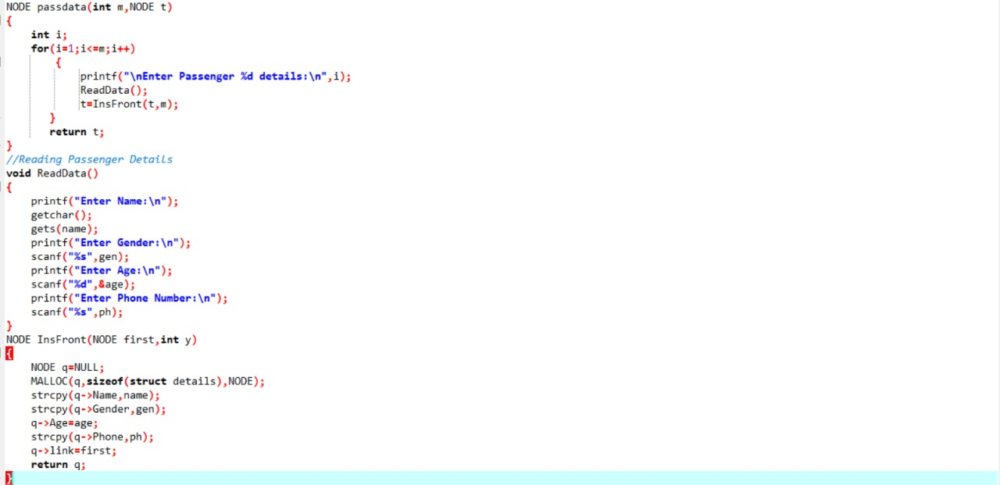 NODE passdata(int m,NODE t)
{
    int i;
    for(i=1;i<=m;i++)
        {
            printf("\nEnter Passenger %d details:\n",i);
            ReadData();
            t=InsFront(t,m);
       }
       return t;
}
//Reading Passenger Details
void ReadData()
{
    printf("Enter Name:\n");
    getchar();
    gets(name);
    printf("Enter Gender:\n");
    scanf("%s",gen);
    printf("Enter Age:\n");
    scanf("%d",&age);
    printf("Enter Phone Number:\n");
    scanf("%s",ph);
}
NODE InsFront(NODE first,int y)
{
    NODE q=NULL;
    MALLOC(q,sizeof(struct details),NODE);
    strcpy(q->Name,name);
    strcpy(q->Gender,gen);
    q->Age=age;
    strcpy(q->Phone,ph);
    q->link=first;
    return q;
}